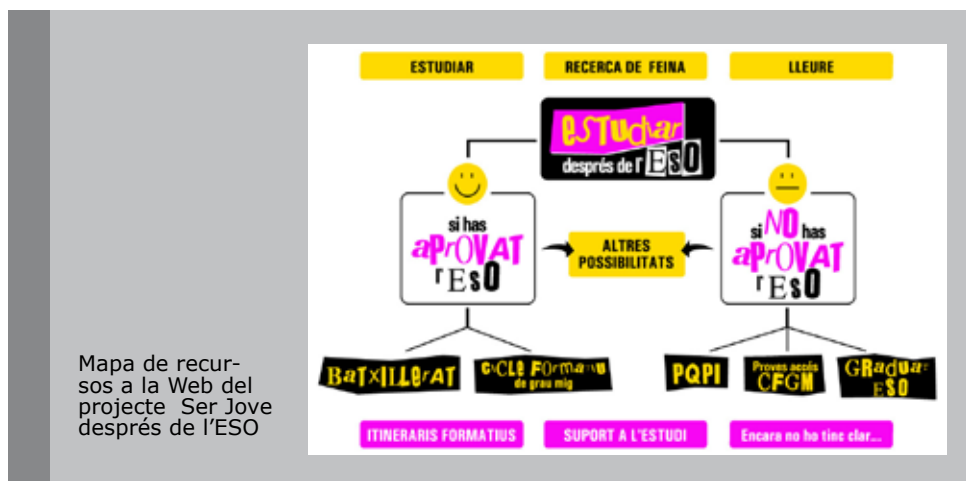 ESTUDIAR
RECERCA DE FEINA
LLEURE
estudiar
després de l'ESO
si has
aPrOVAT
l'ESO
ALTRES
POSSIBILITATS
si NO has
aPrOVAT
l'ESO
BaTxILLerAT
CiCLe FOrmatiu
de grau mig
PQPI
Proves accés
CFGM
GRaduar
ESO
ITINERARIS FORMATIUS
SUPORT A L'ESTUDI
Encara no ho tinc clar...
Mapa de recur-
sos a la Web del
projecte Ser Jove
després de l'ESO